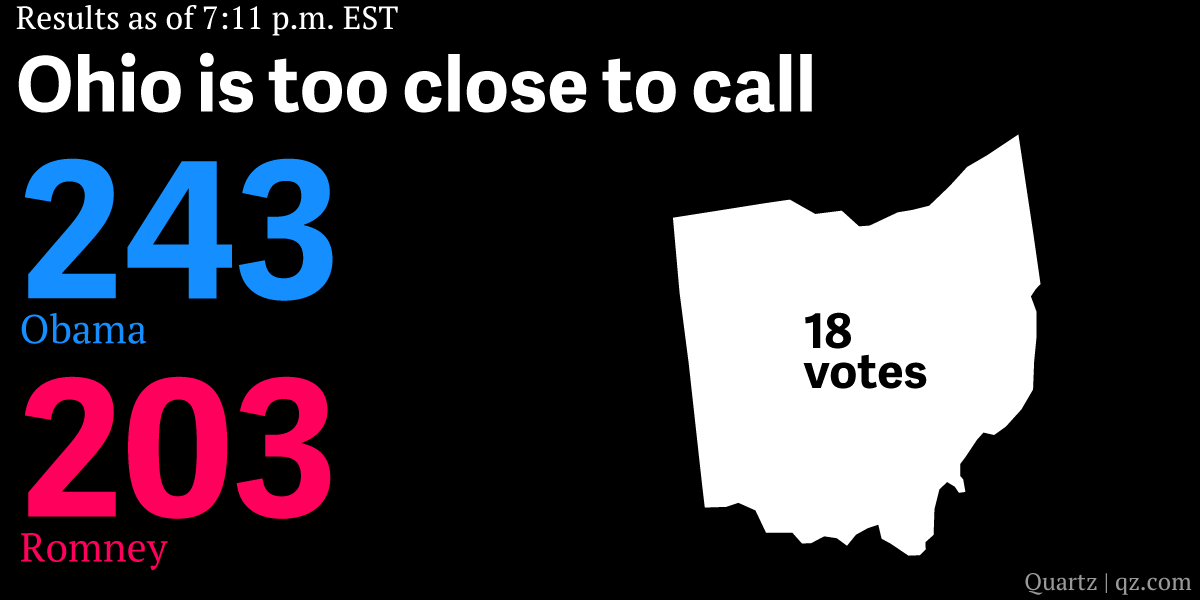 Results as of 7:11 p.m. EST
Ohio is too close to call
243
Obama
203
Romney
18
votes
Quartz | qz.com